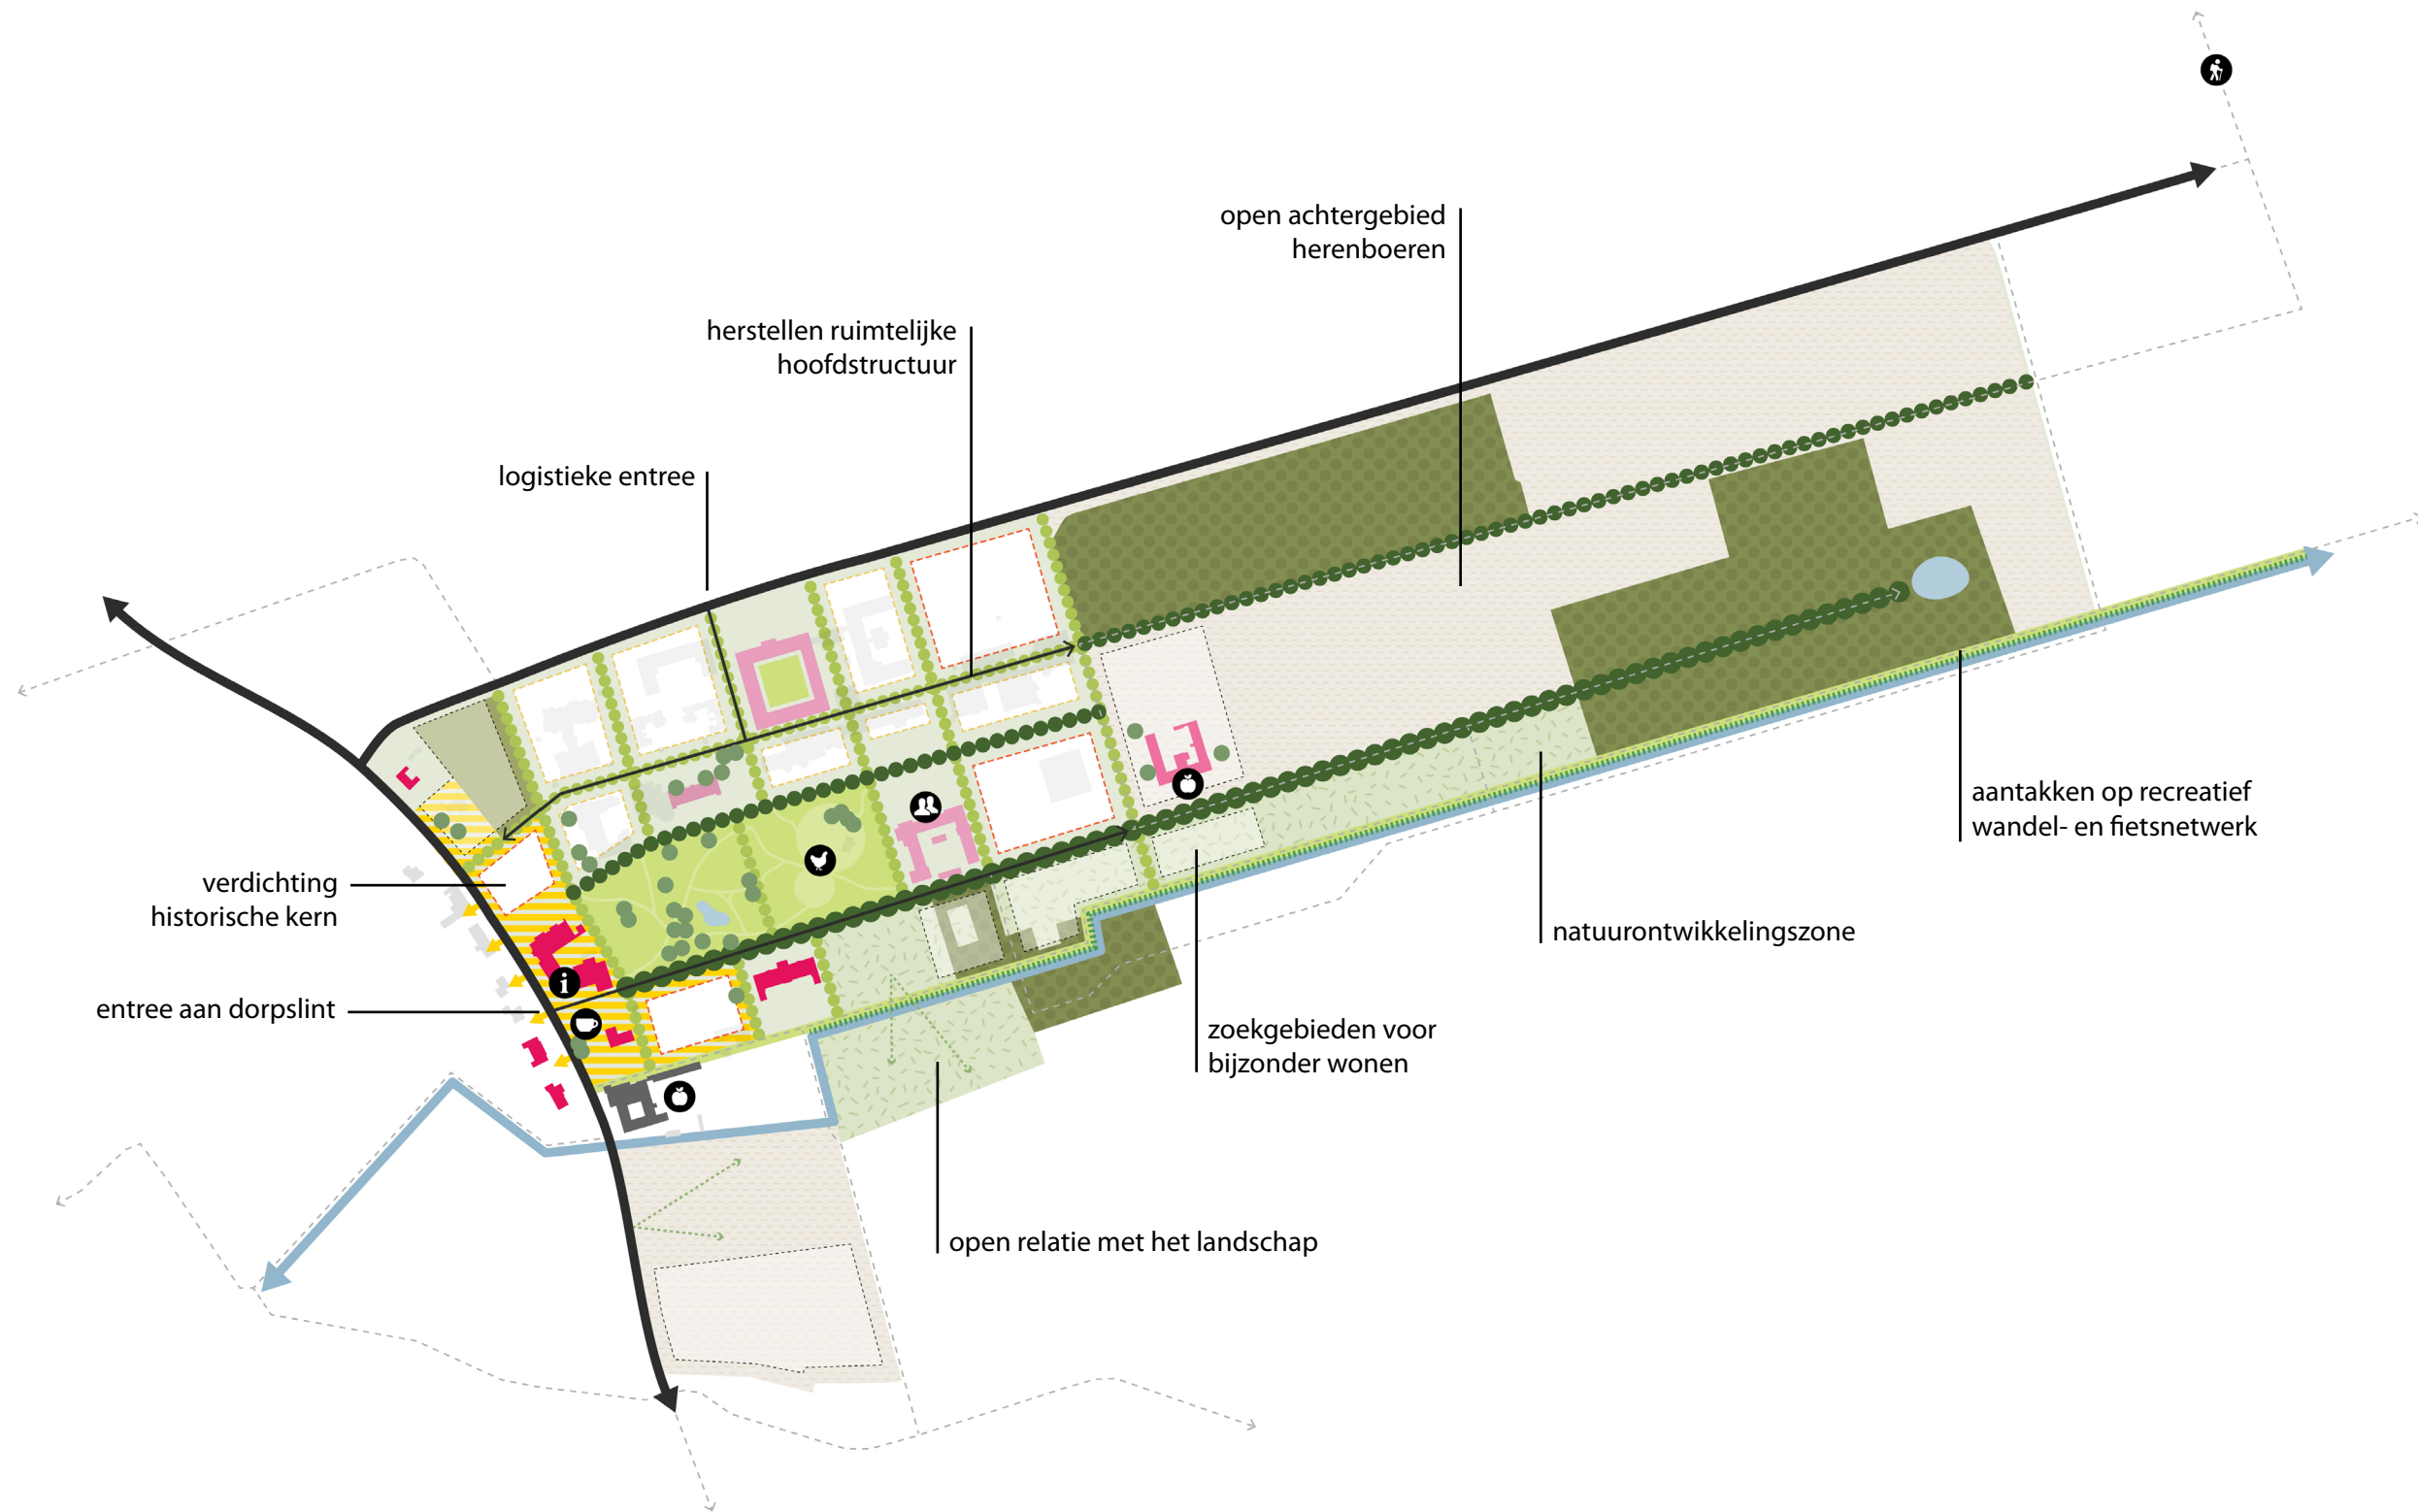 open achtergebied
herenboeren
herstellen ruimtelijke
hoofdstructuur
logistieke entree
aantakken op recreatief
wandel- en fietsnetwerk
verdichting
historische kern
natuurontwikkelingszone
entree aan dorpslint
zoekgebieden voor
bijzonder wonen
open relatie met het landschap